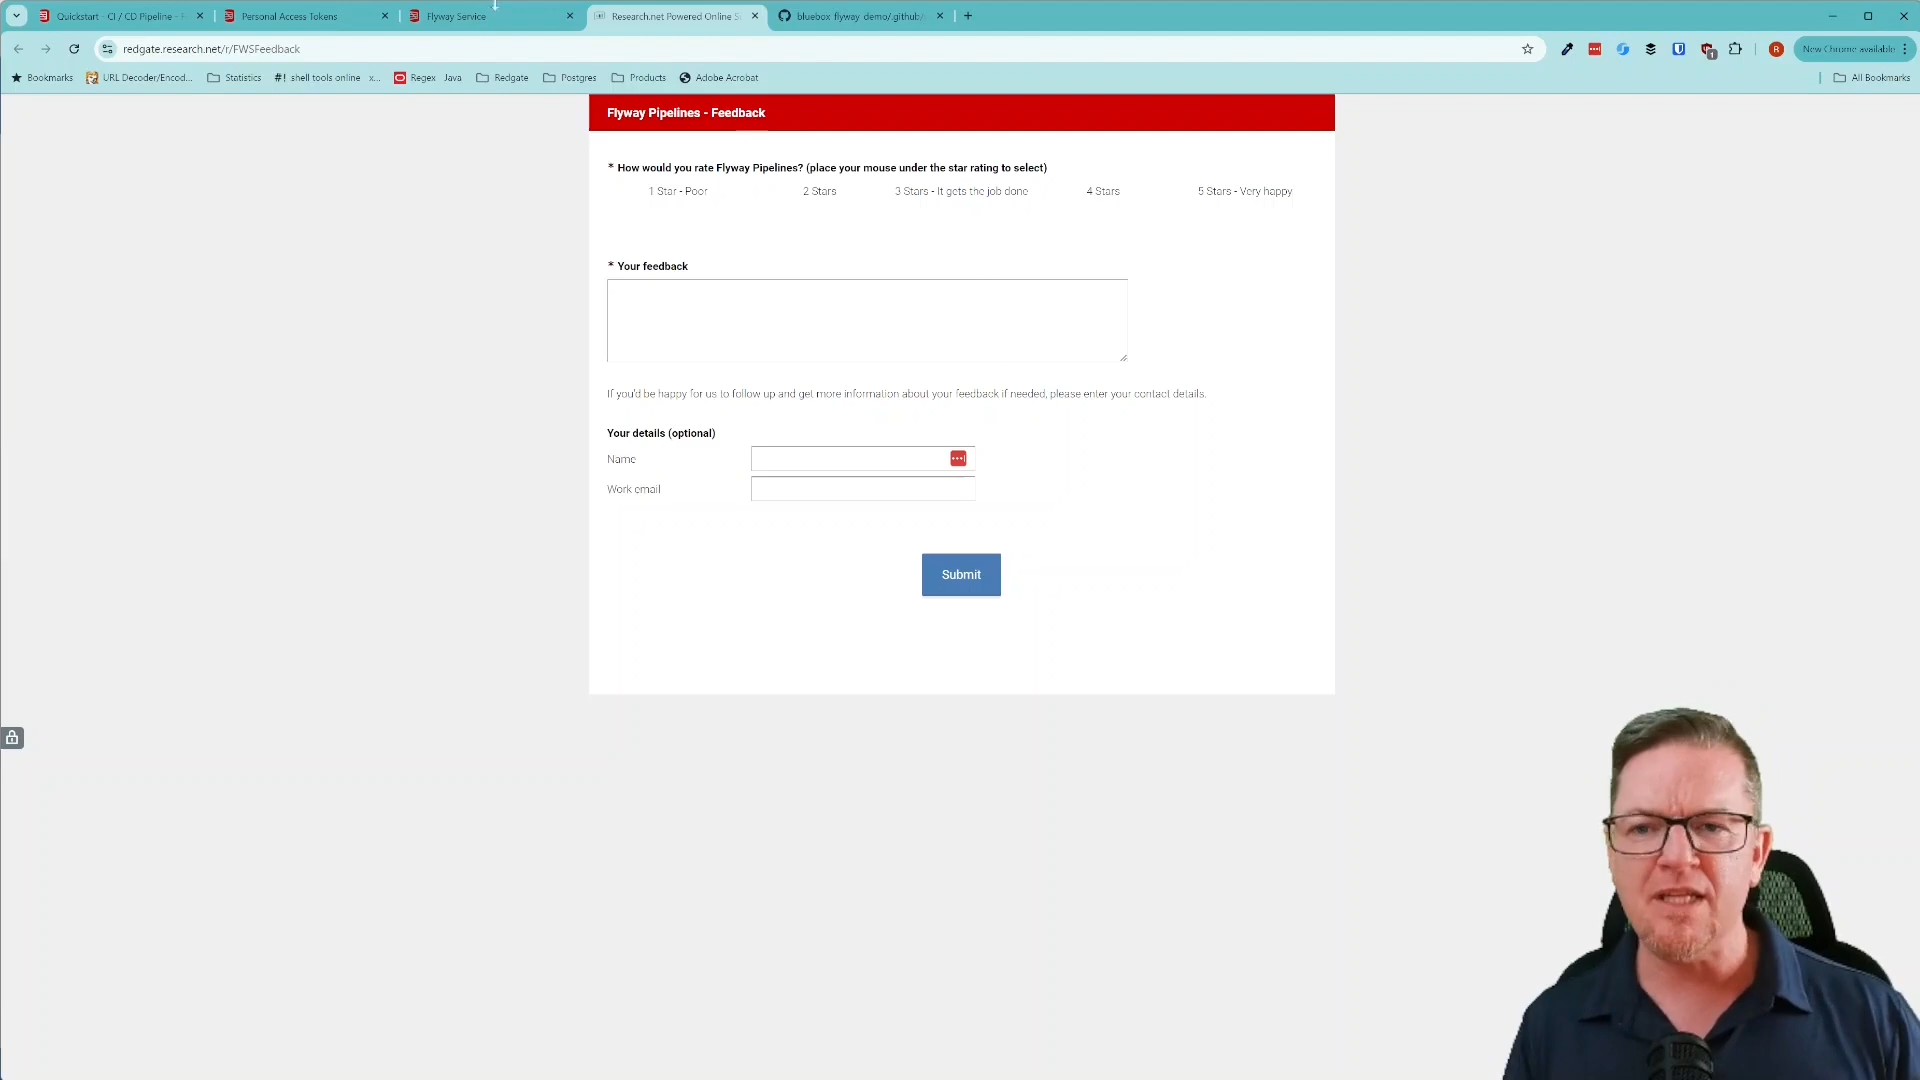 Quickstart - CI / CD Pipeline -
Personal Access Tokens
Flyway Service
Research.net Powered Online S
bluebox_flyway_demo/.github/
redgate.research.net/r/FWSFeedback
New Chrome available
Bookmarks
URL Decoder/Encod...
Statistics
#! shell tools online x...
Regex Java
Redgate
Postgres
Products
Adobe Acrobat
All Bookmarks
Flyway Pipelines - Feedback
* How would you rate Flyway Pipelines? (place your mouse under the star rating to select)
1 Star - Poor
2 Stars
3 Stars - It gets the job done
4 Stars
5 Stars - Very happy
* Your feedback
If you'd be happy for us to follow up and get more information about your feedback if needed, please enter your contact details.
Your details (optional)
Name
Work email
Submit